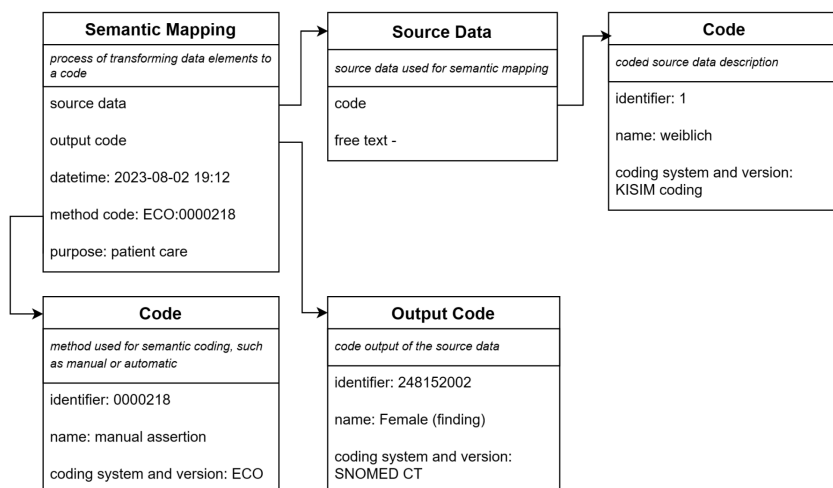 Semantic Mapping
process of transforming data elements to
a code
source data
output code
datetime: 2023-08-02 19:12
method code: ECO:0000218
purpose: patient care
Source Data
source data used for semantic mapping
code
free text -
Code
coded source data description
identifier: 1
name: weiblich
coding system and version:
KISIM coding
Code
method used for semantic coding, such
as manual or automatic
identifier: 0000218
name: manual assertion
coding system and version: ECO
Output Code
code output of the source data
identifier: 248152002
name: Female (finding)
coding system and version:
SNOMED CT